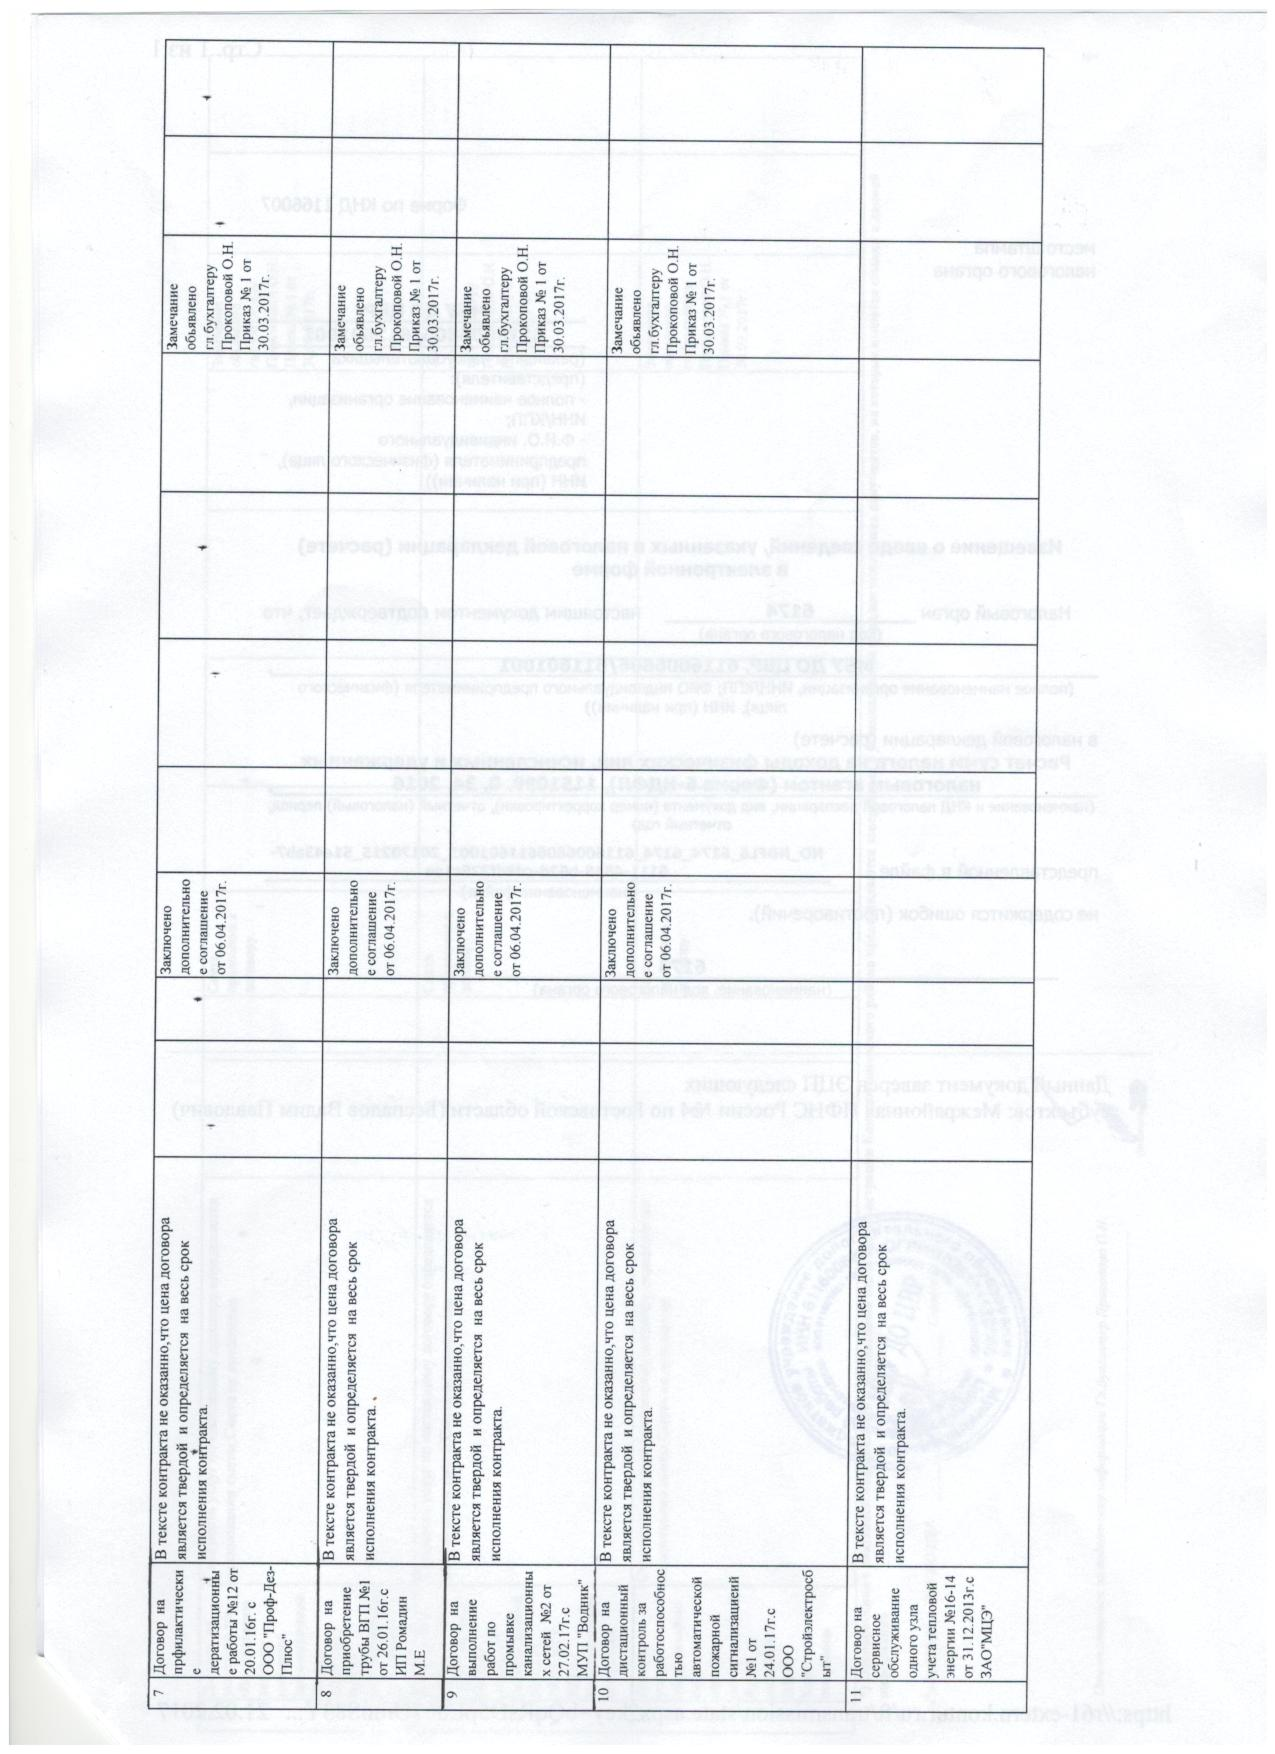 7
Договор на
прфилактически
е
дератизационны
е работы №12 от
20.01.16г. с
ООО "Проф-Дез-
Плюс"
В тексте контракта не оказанно,что цена договора
является твердой и определяется на весь срок
исполнения контракта.
Заключено
дополнительно
е соглашение
от 06.04.2017г.
Замечание
обьявлено
гл.бухгалтеру
Прокоповой О.Н.
Приказ № 1 от
30.03.2017г.
8
Договор на
приобретение
трубы ВГП №1
от 26.01.16г.с
ИП Ромадин
М.Е
В тексте контракта не оказанно,что цена договора
является твердой и определяется на весь срок
исполнения контракта.
Заключено
дополнительно
е соглашение
от 06.04.2017г.
Замечание
обьявлено
гл.бухгалтеру
Прокоповой О.Н.
Приказ № 1 от
30.03.2017г.
9
Договор на
выполнение
работ по
промывке
канализационны
х сетей №2 от
27.02.17г.с
МУП "Водник"
В тексте контракта не оказанно,что цена договора
является твердой и определяется на весь срок
исполнения контракта.
Заключено
дополнительно
е соглашение
от 06.04.2017г.
Замечание
обьявлено
гл.бухгалтеру
Прокоповой О.Н.
Приказ № 1 от
30.03.2017г.
10
Договор на
дистационный
контроль за
работоспособнос
тью
автоматической
пожарной
сигнализациеий
№1 от
24.01.17г.с
ООО
"Стройэлектросб
ыт"
В тексте контракта не оказанно,что цена договора
является твердой и определяется на весь срок
исполнения контракта.
Заключено
дополнительно
е соглашение
от 06.04.2017г.
Замечание
обьявлено
гл.бухгалтеру
Прокоповой О.Н.
Приказ № 1 от
30.03.2017г.
11
Договор на
сервисное
обслуживание
одного узла
учета тепловой
энергии №16-14
от 31.12.2013г.с
ЗАО"МЦЭ"
В тексте контракта не оказанно,что цена договора
является твердой и определяется на весь срок
исполнения контракта.